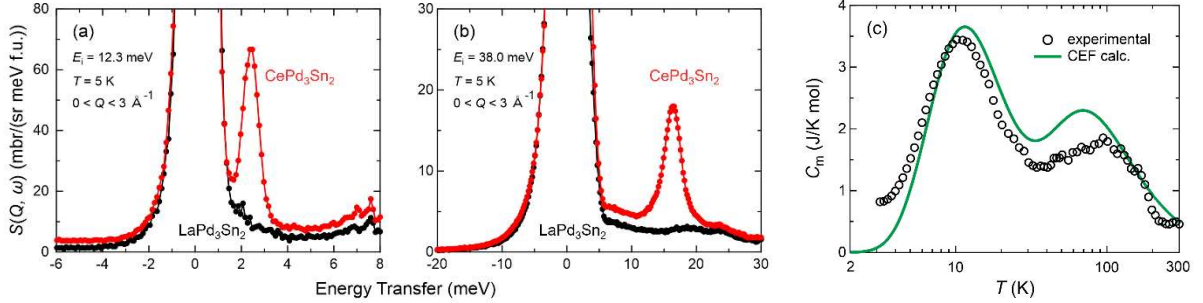 (a)
E_i = 12.3 meV
T = 5 K
0 < Q < 3 Å⁻¹
CePd₃Sn₂
LaPd₃Sn₂
S(Q, ω) (mbr/(sr meV f.u.))
80
60
40
20
0
-6 -4 -2 0 2 4 6 8
(b)
E_i = 38.0 meV
T = 5 K
0 < Q < 3 Å⁻¹
CePd₃Sn₂
LaPd₃Sn₂
30
20
10
0
-20 -10 0 10 20 30
Energy Transfer (meV)
(c)
experimental
CEF calc.
C_m (J/K mol)
4
3
2
1
0
2 10 100 300
T (K)